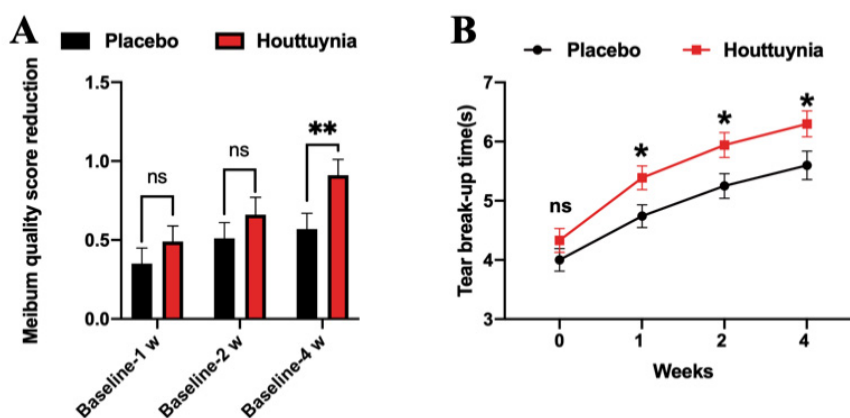 A
Placebo
Houttuynia
Meibum quality score reduction
1.5
1.0
0.5
0.0
ns
ns
**
Baseline-1 w
Baseline-2 w
Baseline-4 w
B
Placebo
Houttuynia
Tear break-up time(s)
7
6
5
4
3
ns
*
*
*
0
1
2
4
Weeks